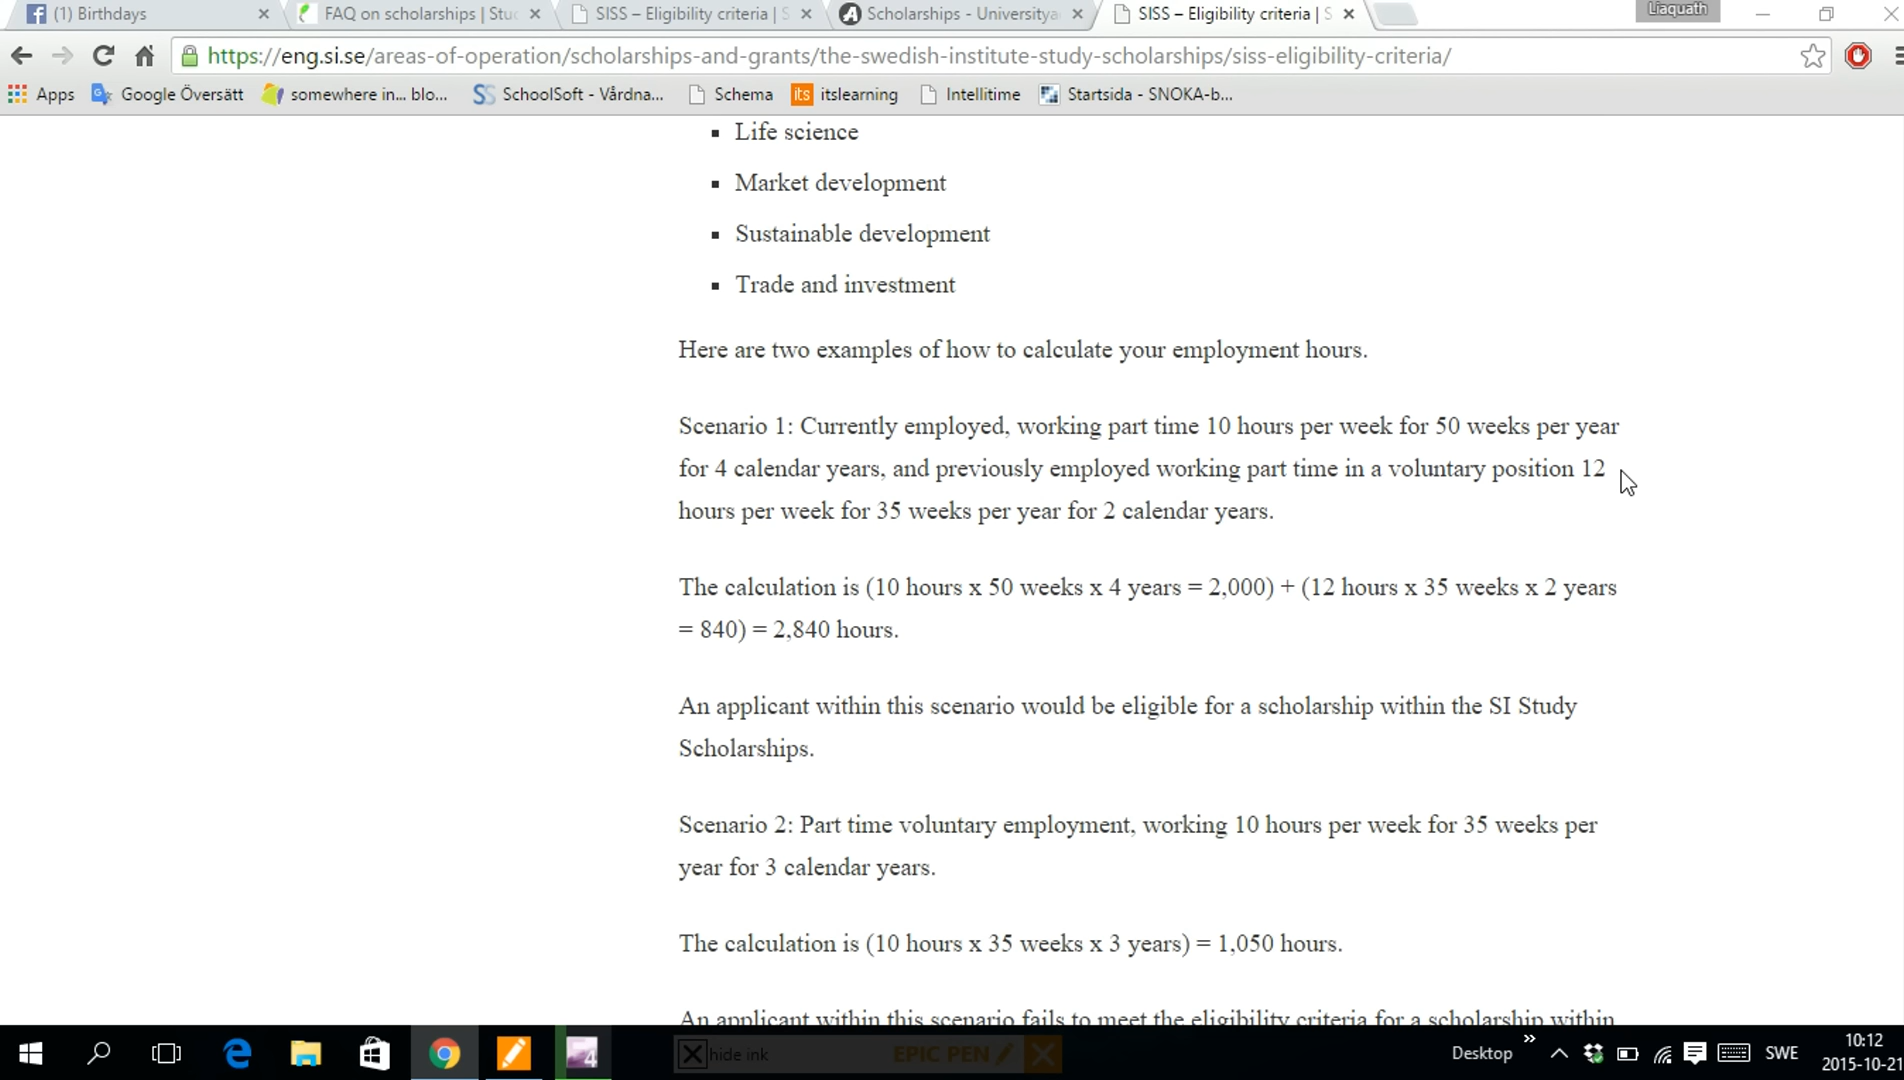 (1) Birthdays
FAQ on scholarships | Stu
SISS – Eligibility criteria | S
Scholarships - Universitya
SISS – Eligibility criteria | S
Liaquath
https://eng.si.se/areas-of-operation/scholarships-and-grants/the-swedish-institute-study-scholarships/siss-eligibility-criteria/
Apps
Google Översätt
somewhere in... blo...
SchoolSoft - Vårdna...
Schema
its itslearning
Intellitime
Startsida - SNOKA-b...
▪ Life science
▪ Market development
▪ Sustainable development
▪ Trade and investment
Here are two examples of how to calculate your employment hours.
Scenario 1: Currently employed, working part time 10 hours per week for 50 weeks per year
for 4 calendar years, and previously employed working part time in a voluntary position 12
hours per week for 35 weeks per year for 2 calendar years.
The calculation is (10 hours x 50 weeks x 4 years = 2,000) + (12 hours x 35 weeks x 2 years
= 840) = 2,840 hours.
An applicant within this scenario would be eligible for a scholarship within the SI Study
Scholarships.
Scenario 2: Part time voluntary employment, working 10 hours per week for 35 weeks per
year for 3 calendar years.
The calculation is (10 hours x 35 weeks x 3 years) = 1,050 hours.
An applicant within this scenario fails to meet the eligibility criteria for a scholarship within
hide ink
EPIC PEN
Desktop
SWE
10:12
2015-10-21